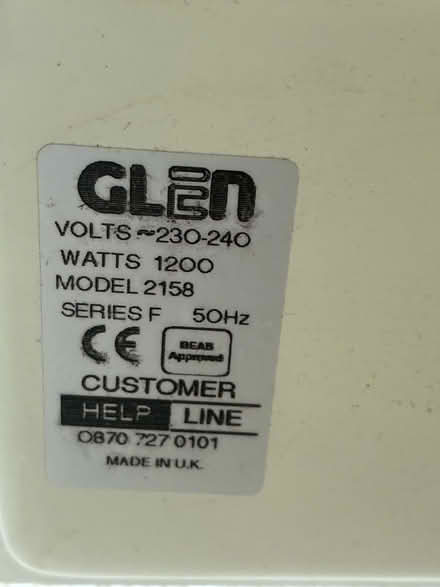 GLEN
VOLTS ~230-240
WATTS 1200
MODEL 2158
SERIES F 50Hz
CE BEAB Approved
CUSTOMER
HELP LINE
0870 727 0101
MADE IN U.K.